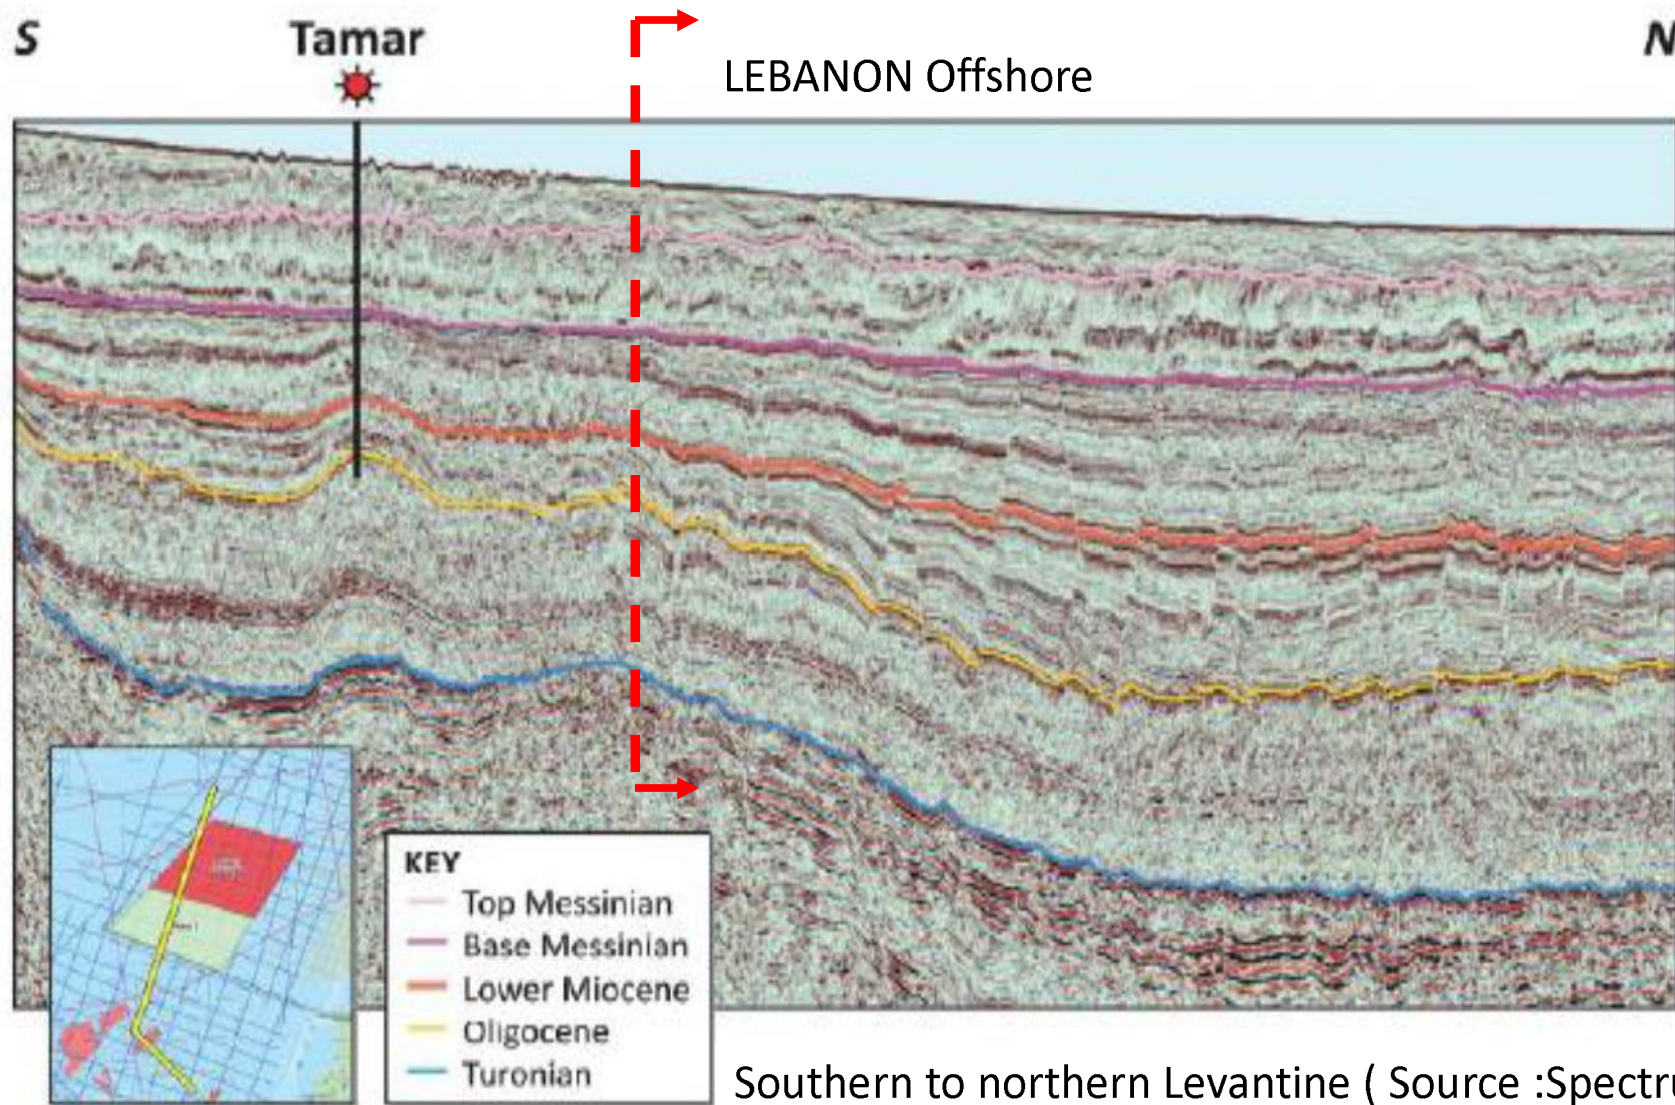 S
Tamar
N
LEBANON Offshore
KEY
Top Messinian
Base Messinian
Lower Miocene
Oligocene
Turonian
Southern to northern Levantine ( Source :Spectr